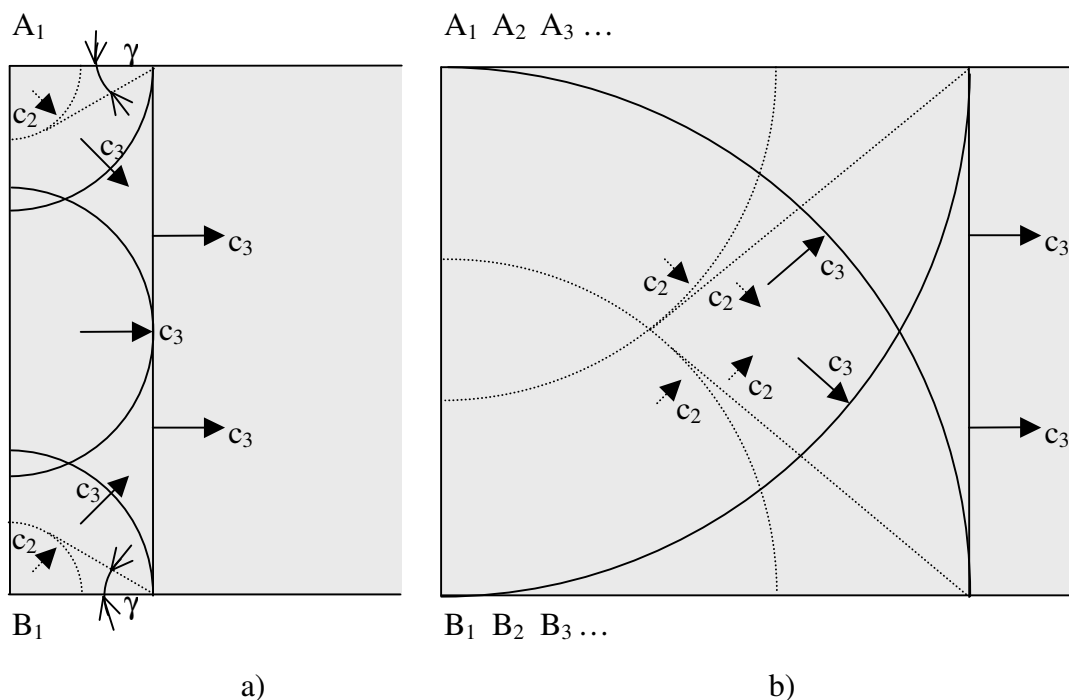 A₁
γ
c₂
c₃
c₃
c₃
c₃
c₃
c₂
γ
B₁
a)
A₁ A₂ A₃ …
c₃
c₂
c₃
c₂
c₃
c₂
c₂
c₃
B₁ B₂ B₃ …
b)